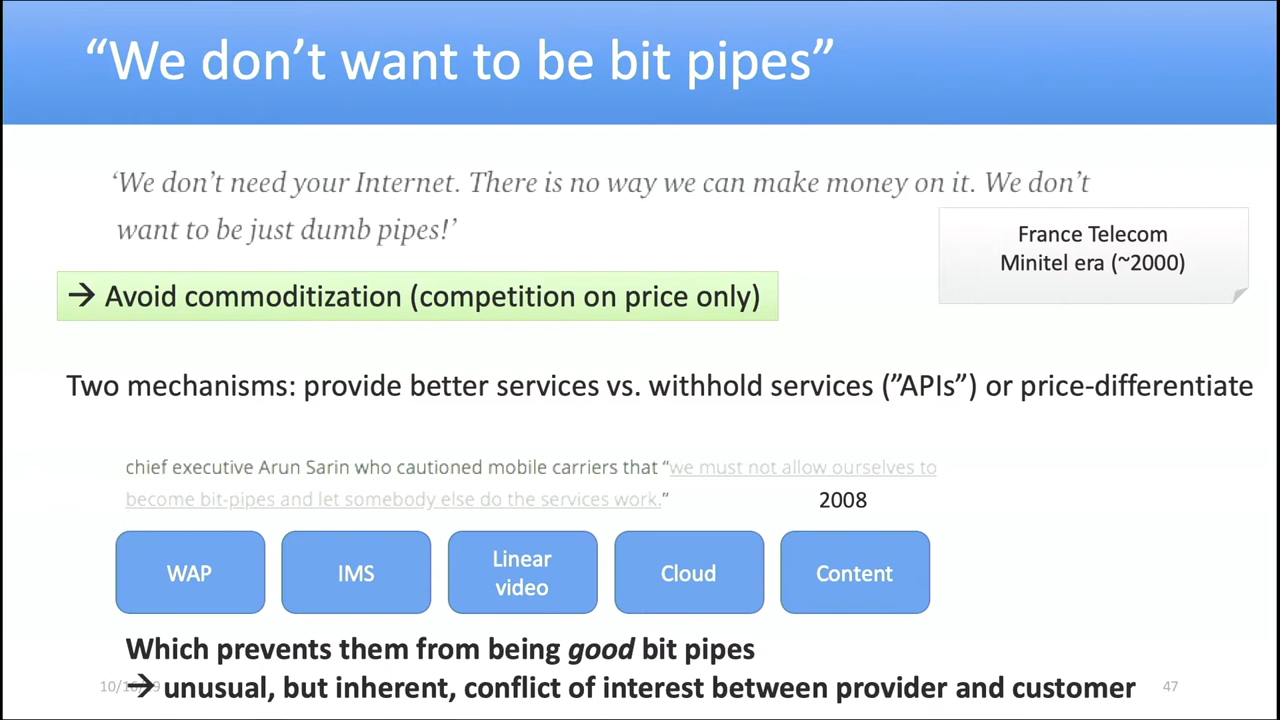 “We don’t want to be bit pipes”
‘We don’t need your Internet. There is no way we can make money on it. We don’t
want to be just dumb pipes!’
France Telecom
Minitel era (~2000)
→ Avoid commoditization (competition on price only)
Two mechanisms: provide better services vs. withhold services (”APIs”) or price-differentiate
chief executive Arun Sarin who cautioned mobile carriers that “we must not allow ourselves to
become bit-pipes and let somebody else do the services work.”
2008
WAP
IMS
Linear
video
Cloud
Content
Which prevents them from being good bit pipes
→ unusual, but inherent, conflict of interest between provider and customer
47